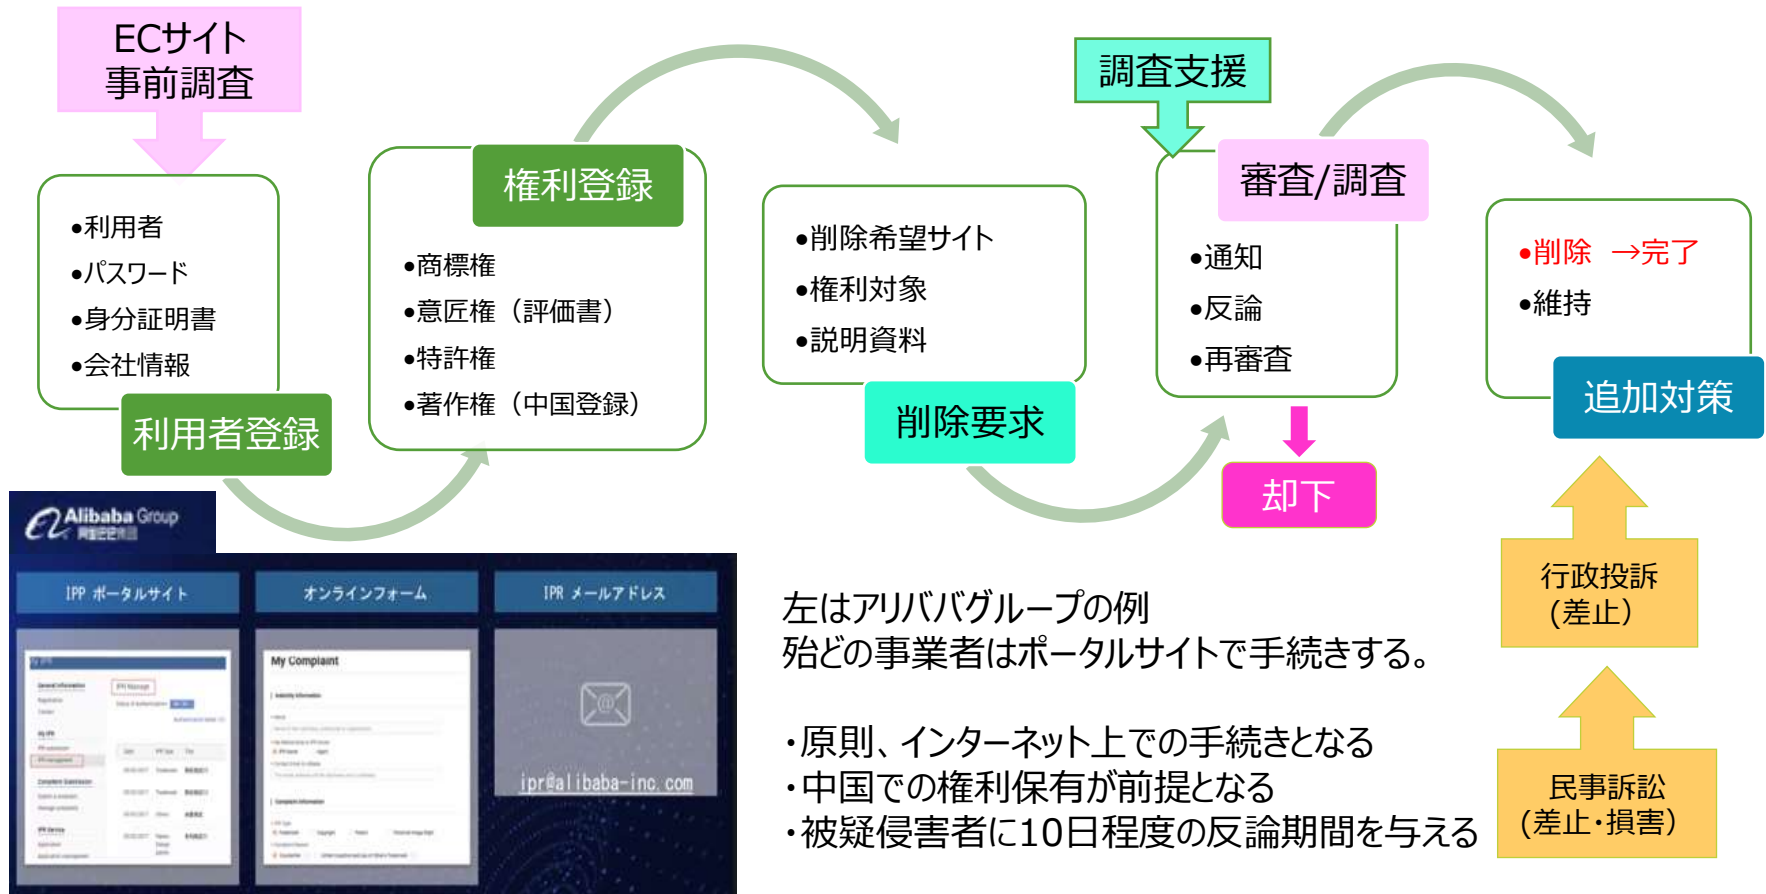 ECサイト
事前調査
•利用者
•パスワード
•身分証明書
•会社情報
利用者登録
権利登録
•商標権
•意匠権（評価書）
•特許権
•著作権（中国登録）
•削除希望サイト
•権利対象
•説明資料
削除要求
調査支援
審査/調査
•通知
•反論
•再審査
却下
•削除　→完了
•維持
追加対策
行政投訴
(差止）
民事訴訟
(差止・損害）
Alibaba Group
IPP ポータルサイト
オンラインフォーム
IPR メールアドレス
IPR Manage
General Information
My IPR
Complaint Submission
IPR Service
My Complaint
Complaint Information
ipr@alibaba-inc.com
左はアリババグループの例
殆どの事業者はポータルサイトで手続きする。
・原則、インターネット上での手続きとなる
・中国での権利保有が前提となる
・被疑侵害者に10日程度の反論期間を与える